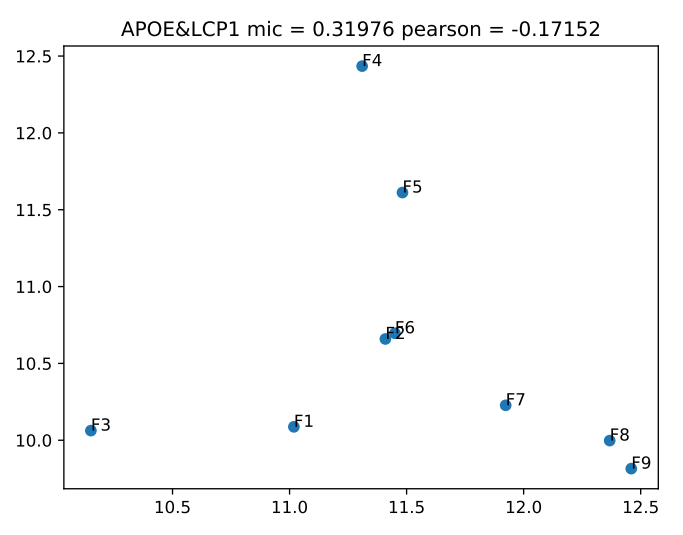 APOE&LCP1 mic = 0.31976 pearson = -0.17152
12.5
12.0
11.5
11.0
10.5
10.0
F4
F5
F6
F2
F7
F3
F1
F8
F9
10.5
11.0
11.5
12.0
12.5